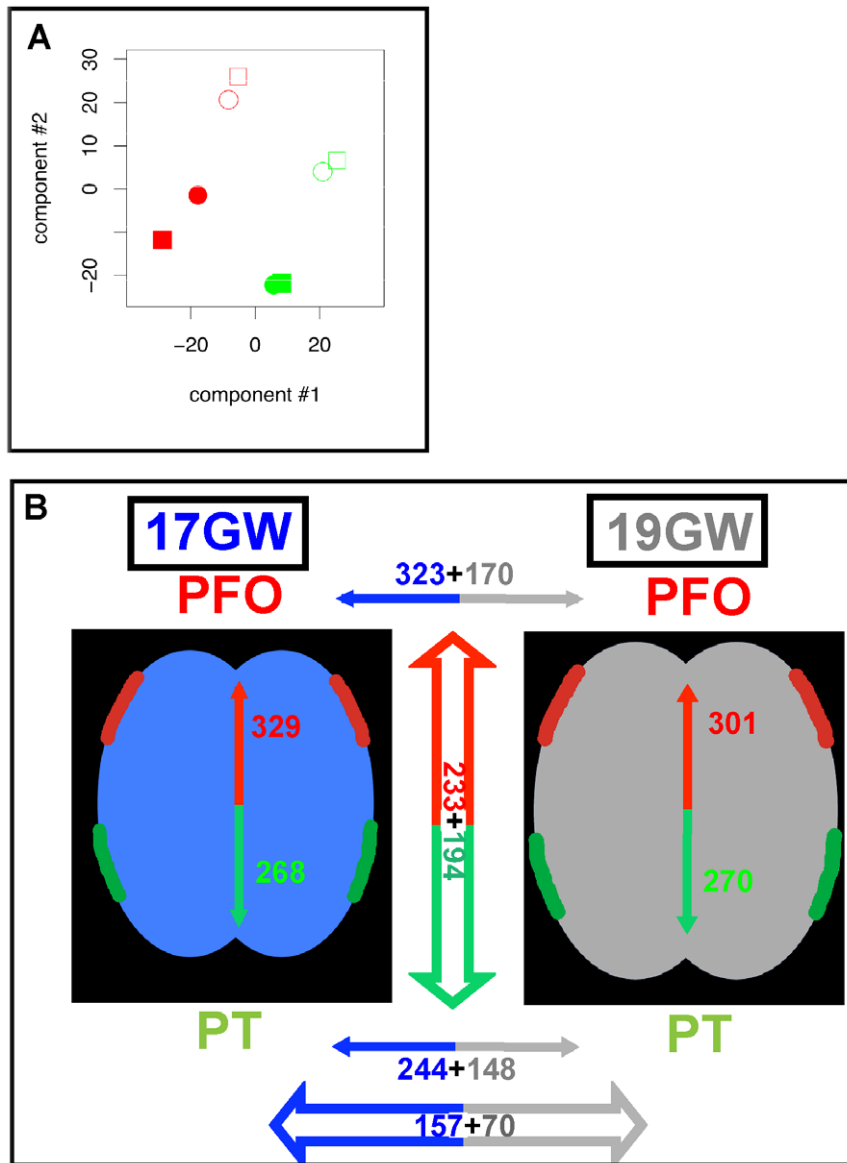 A
component #2
30
20
10
0
−20
−20 0 20
component #1
B
17GW
19GW
PFO
323+170
PFO
329
233+194
301
268
270
PT
PT
244+148
157+70